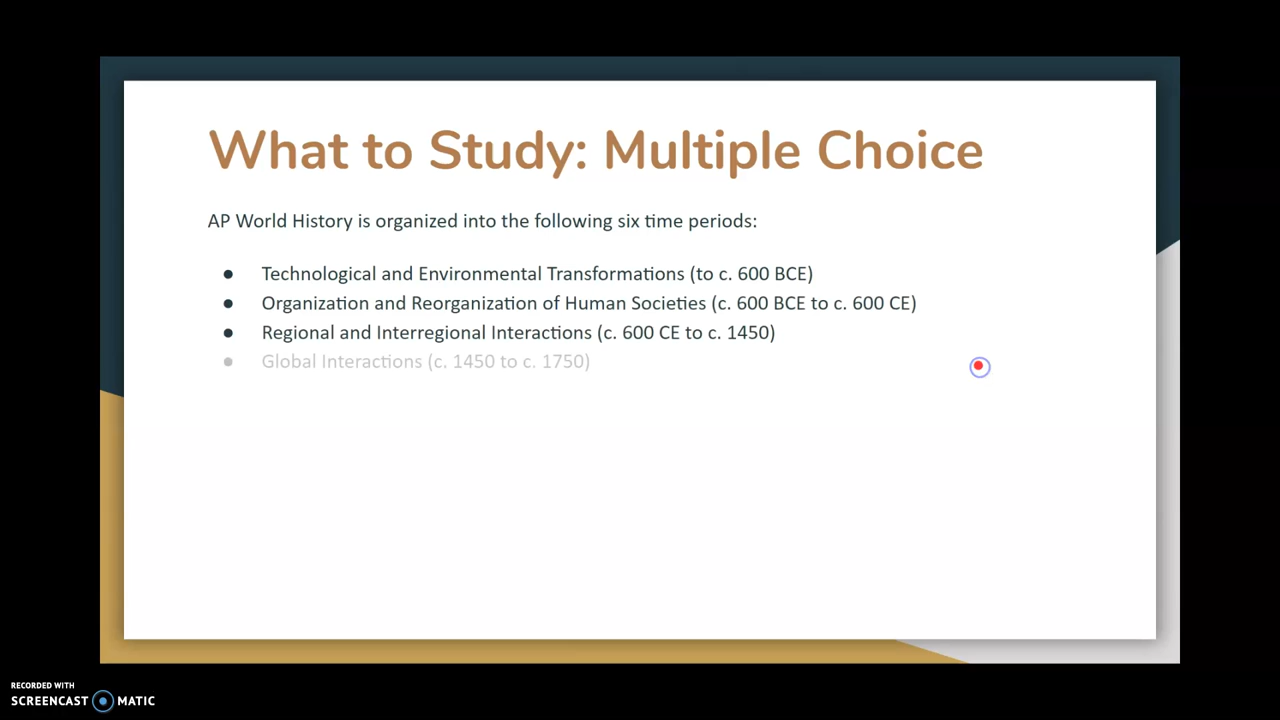 What to Study: Multiple Choice
AP World History is organized into the following six time periods:
● Technological and Environmental Transformations (to c. 600 BCE)
● Organization and Reorganization of Human Societies (c. 600 BCE to c. 600 CE)
● Regional and Interregional Interactions (c. 600 CE to c. 1450)
● Global Interactions (c. 1450 to c. 1750)
RECORDED WITH
SCREENCAST MATIC